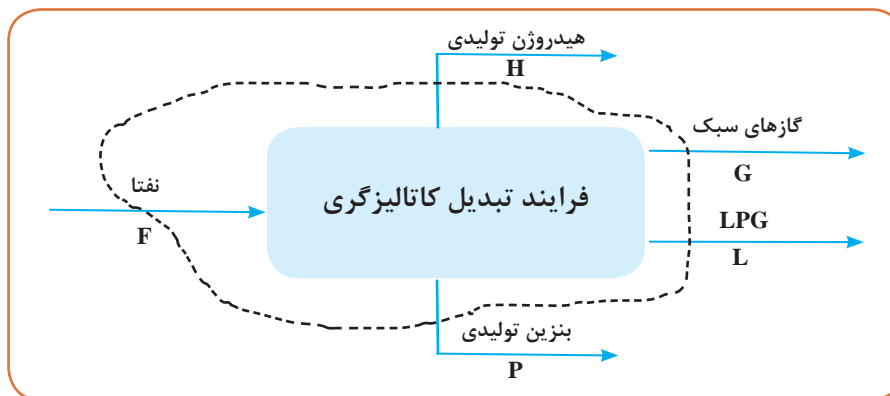 هیدروژن تولیدی
H
گازهای سبک
G
نفتا
F
فرایند تبدیل کاتالیزگری
LPG
L
بنزین تولیدی
P